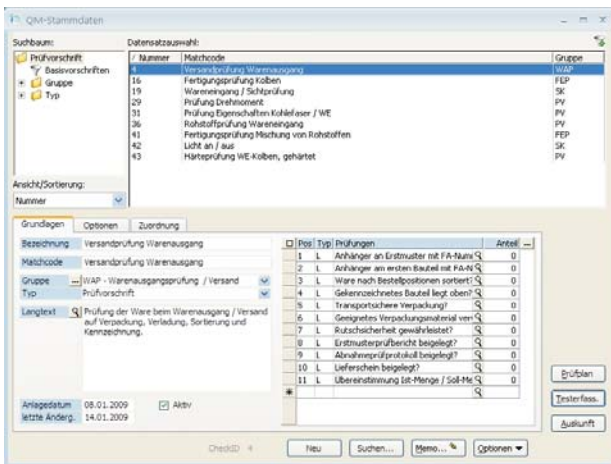 QM-Stammdaten
Suchbaum:
Datensatzauswahl:
Prüfvorschrift
Basisvorschriften
Gruppe
Typ
/ Nummer Matchcode Gruppe
4 Versandprüfung Warenausgang WAP
16 Fertigungsprüfung Kolben FEP
19 Wareneingang / Sichtprüfung SK
29 Prüfung Drehmoment PV
31 Prüfung Eigenschaften Kohlefaser / WE PV
36 Rohstoffprüfung Wareneingang PV
41 Fertigungsprüfung Mischung von Rohstoffen FEP
42 Licht an / aus SK
43 Härteprüfung WE-Kolben, gehärtet PV
Ansicht/Sortierung:
Nummer
Grundlagen Optionen Zuordnung
Bezeichnung Versandprüfung Warenausgang
Matchcode Versandprüfung Warenausgang
Gruppe ... WAP - Warenausgangsprüfung / Versand
Typ Prüfvorschrift
Langtext Prüfung der Ware beim Warenausgang / Versand
auf Verpackung, Verladung, Sortierung und
Kennzeichnung.
Anlagedatum 08.01.2009 Aktiv
letzte Änderg. 14.01.2009
Pos Typ Prüfungen Anteil ...
1 L Anhänger an Erstmuster mit FA-Num 0
2 L Anhänger am ersten Bauteil mit FA-N 0
3 L Ware nach Bestellpositionen sortiert? 0
4 L Gekennzeichnetes Bauteil liegt oben? 0
5 L Transportsichere Verpackung? 0
6 L Geeignetes Verpackungsmaterial ver 0
7 L Rutschsicherheit gewährleistet? 0
8 L Erstmusterprüfbericht beigelegt? 0
9 L Abnahmeprüfprotokoll beigelegt? 0
10 L Lieferschein beigelegt? 0
11 L Übereinstimmung Ist-Menge / Soll-Me 0
Prüfplan
Testerfass.
Auskunft
CheckID 4
Neu
Suchen...
Memo...
Optionen